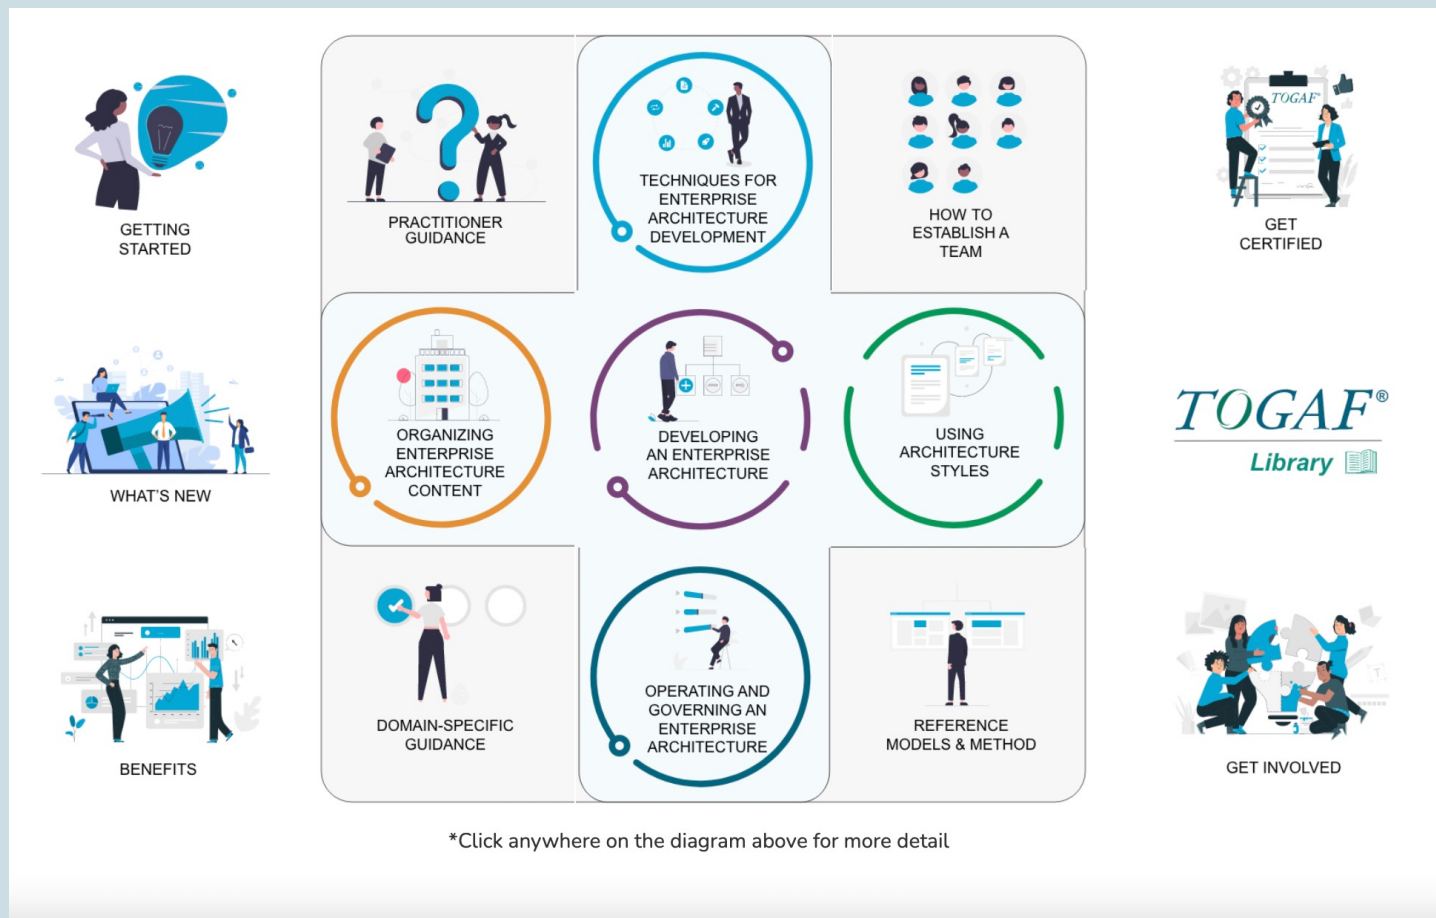 GETTING
STARTED
PRACTITIONER
GUIDANCE
TECHNIQUES FOR
ENTERPRISE
ARCHITECTURE
DEVELOPMENT
HOW TO
ESTABLISH A
TEAM
TOGAF®
GET
CERTIFIED
WHAT'S NEW
ORGANIZING
ENTERPRISE
ARCHITECTURE
CONTENT
DEVELOPING
AN ENTERPRISE
ARCHITECTURE
USING
ARCHITECTURE
STYLES
TOGAF®
Library
BENEFITS
DOMAIN-SPECIFIC
GUIDANCE
OPERATING AND
GOVERNING AN
ENTERPRISE
ARCHITECTURE
REFERENCE
MODELS & METHOD
GET INVOLVED
*Click anywhere on the diagram above for more detail